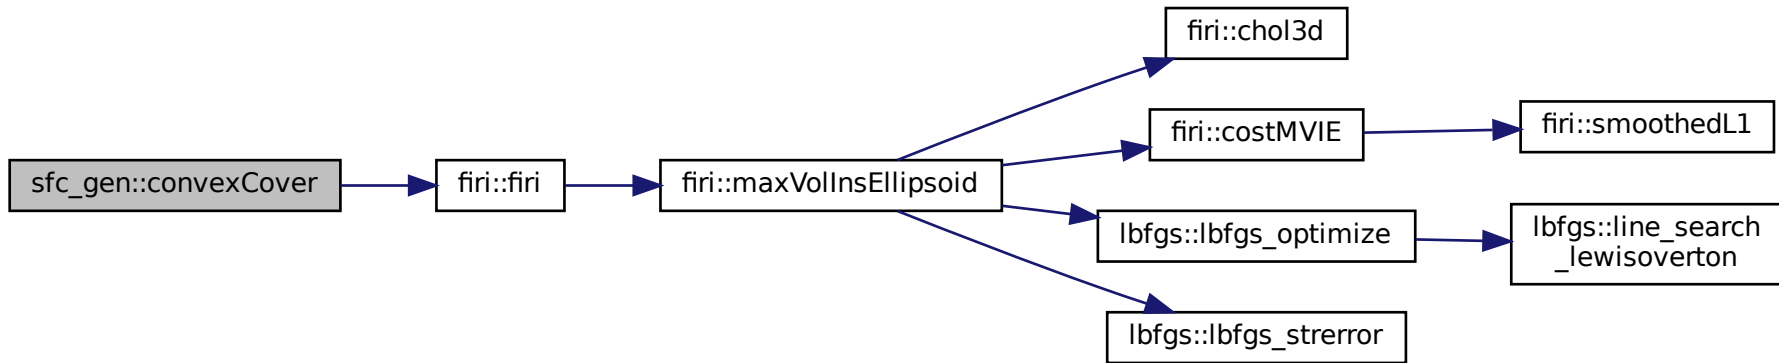 sfc_gen::convexCover
firi::firi
firi::maxVolInsEllipsoid
firi::chol3d
firi::costMVIE
firi::smoothedL1
lbfgs::lbfgs_optimize
lbfgs::line_search
_lewisoverton
lbfgs::lbfgs_strerror